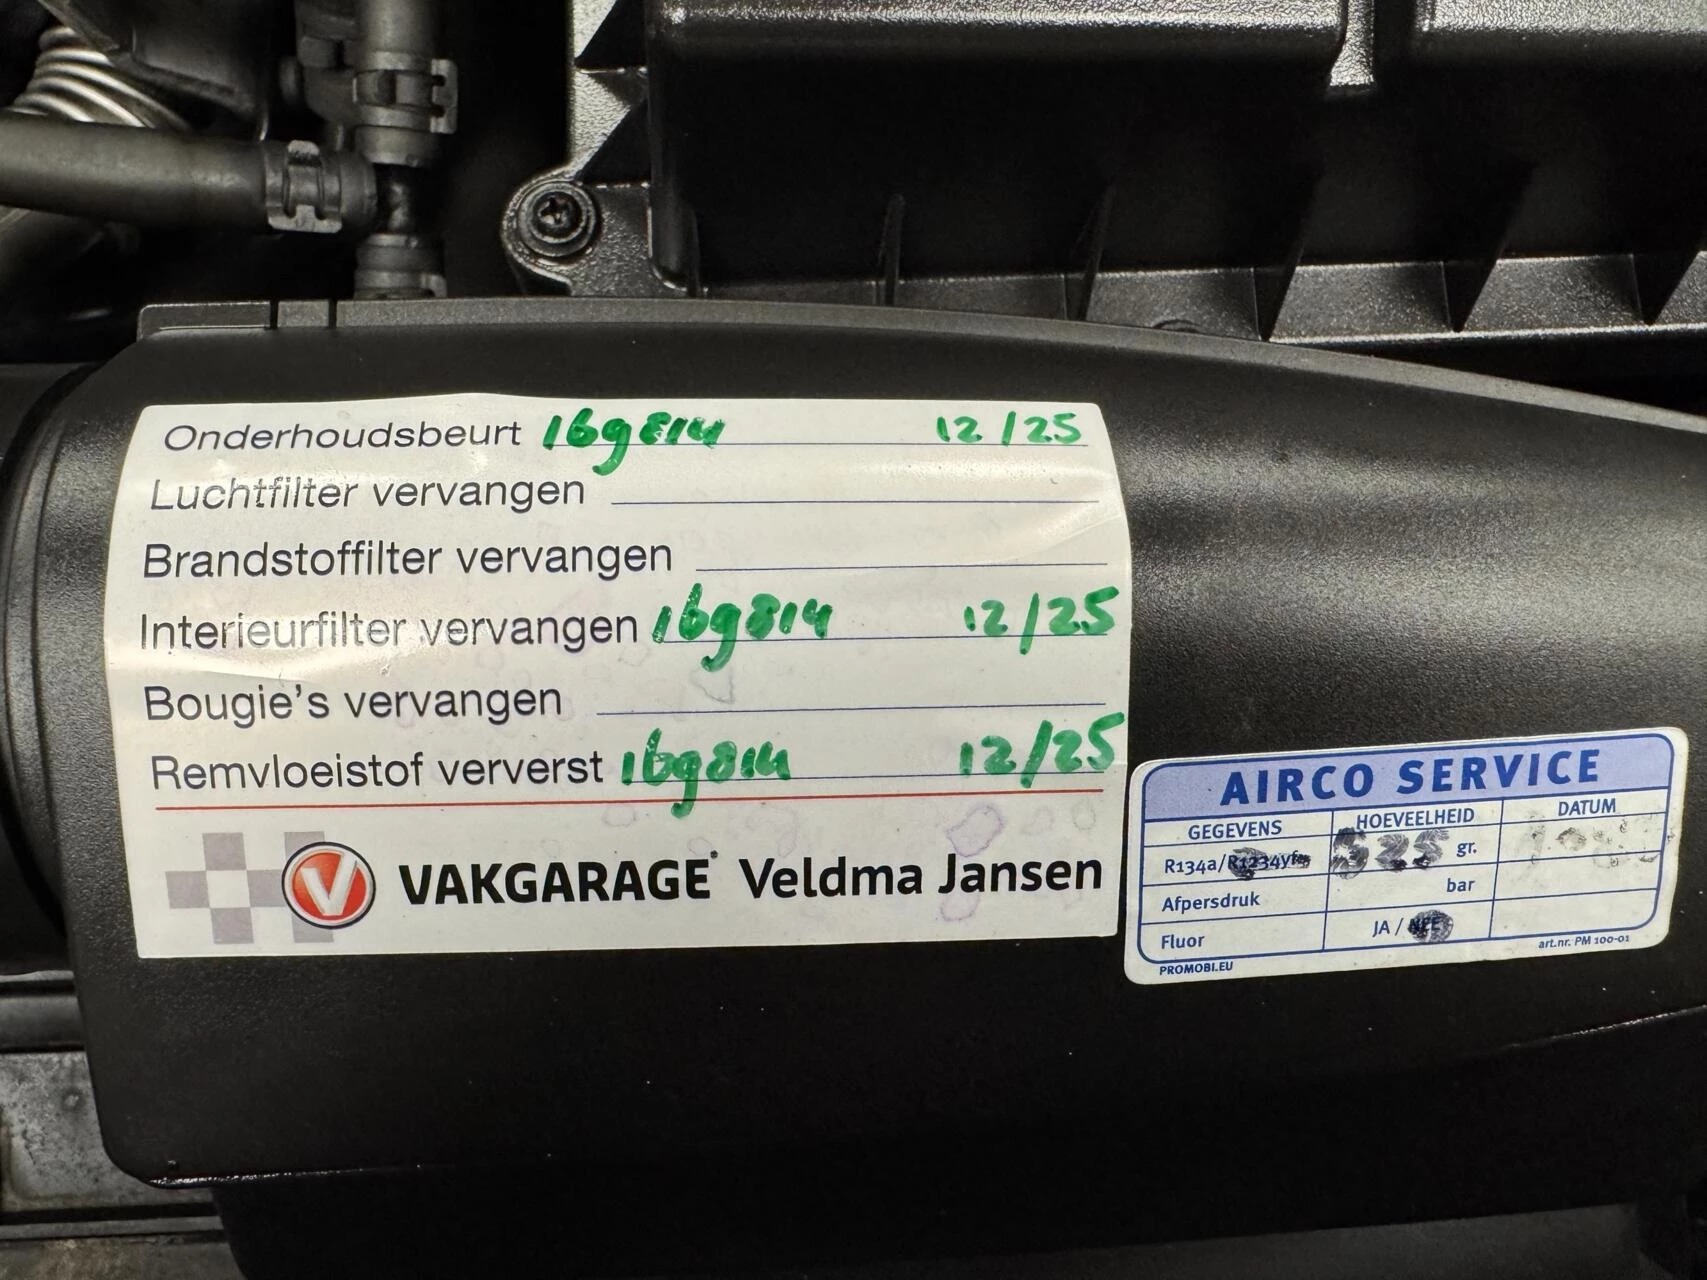 Onderhoudsbeurt 169814 12/25
Luchtfilter vervangen
Brandstoffilter vervangen
Interieurfilter vervangen 169814 12/25
Bougie's vervangen
Remvloeistof ververst 169814 12/25
VAKGARAGE Veldma Jansen
AIRCO SERVICE
GEGEVENS HOEVEELHEID DATUM
R134a/R1234yf 525 gr.
Afpersdruk bar
Fluor JA / NEE
PROMOBI.EU art.nr. PM 100-01